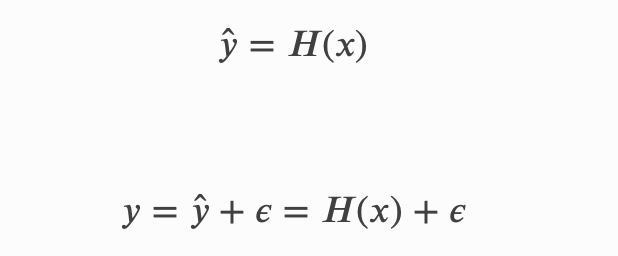 ŷ = H(x)
y = ŷ + ϵ = H(x) + ϵ